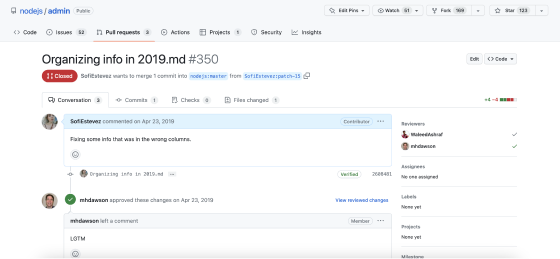 nodejs / admin Public
Edit Pins Watch 51 Fork 169 Star 123
Code Issues 52 Pull requests 3 Actions Projects 1 Security Insights
Organizing info in 2019.md #350
Edit Code
Closed SofiEstevez wants to merge 1 commit into nodejs:master from SofiEstevez:patch-15
Conversation 3 Commits 1 Checks 0 Files changed 1
+4 −4
SofiEstevez commented on Apr 23, 2019
Contributor
Fixing some info that was in the wrong columns.
Organizing info in 2019.md
Verified
2608401
mhdawson approved these changes on Apr 23, 2019
View reviewed changes
mhdawson left a comment
Member
LGTM
Reviewers
WaleedAshraf
mhdawson
Assignees
No one assigned
Labels
None yet
Projects
None yet
Milestone